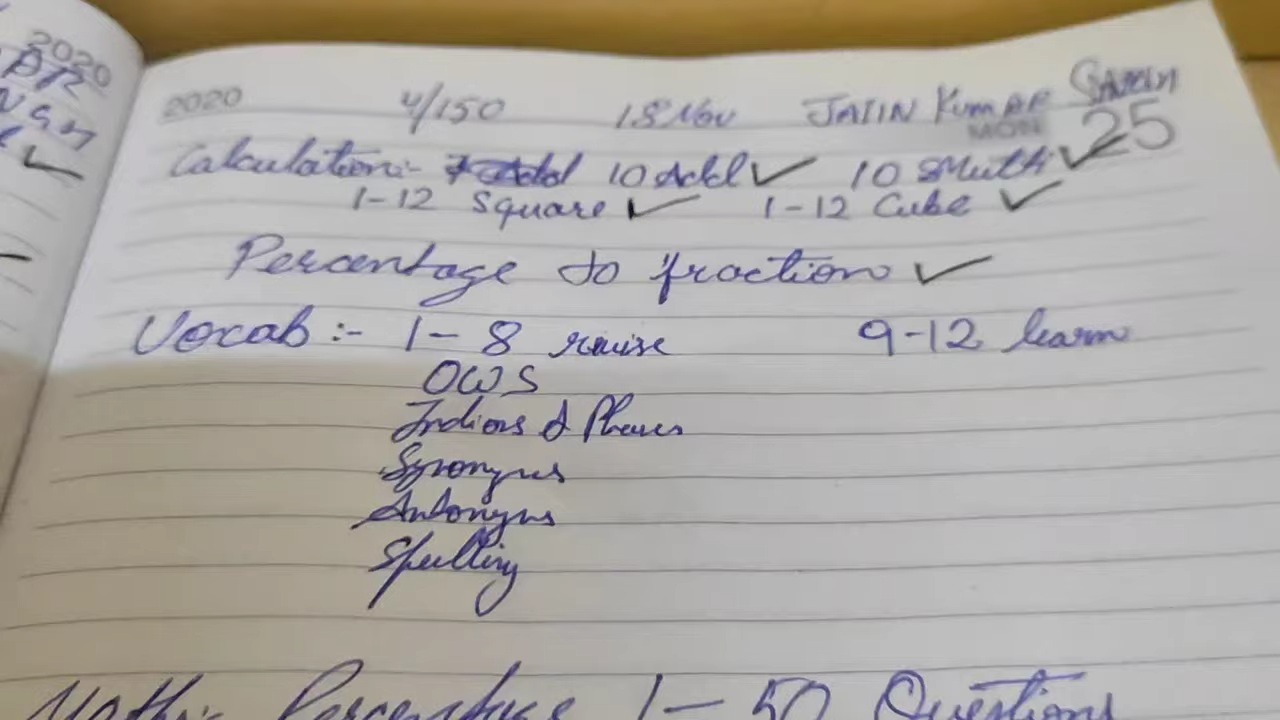 2020
2020 4/150 18 Nov JATIN KUMAR
MON 25
Calculation:- 10 Add ✓ 10 Multi ✓
1-12 Square ✓ 1-12 Cube ✓
Percentage to fraction ✓
Vocab :- 1-8 revise 9-12 learn
OWS
Idioms & Phrases
Synonyms
Antonyms
Spelling
Maths:- Percentage 1-50 Questions